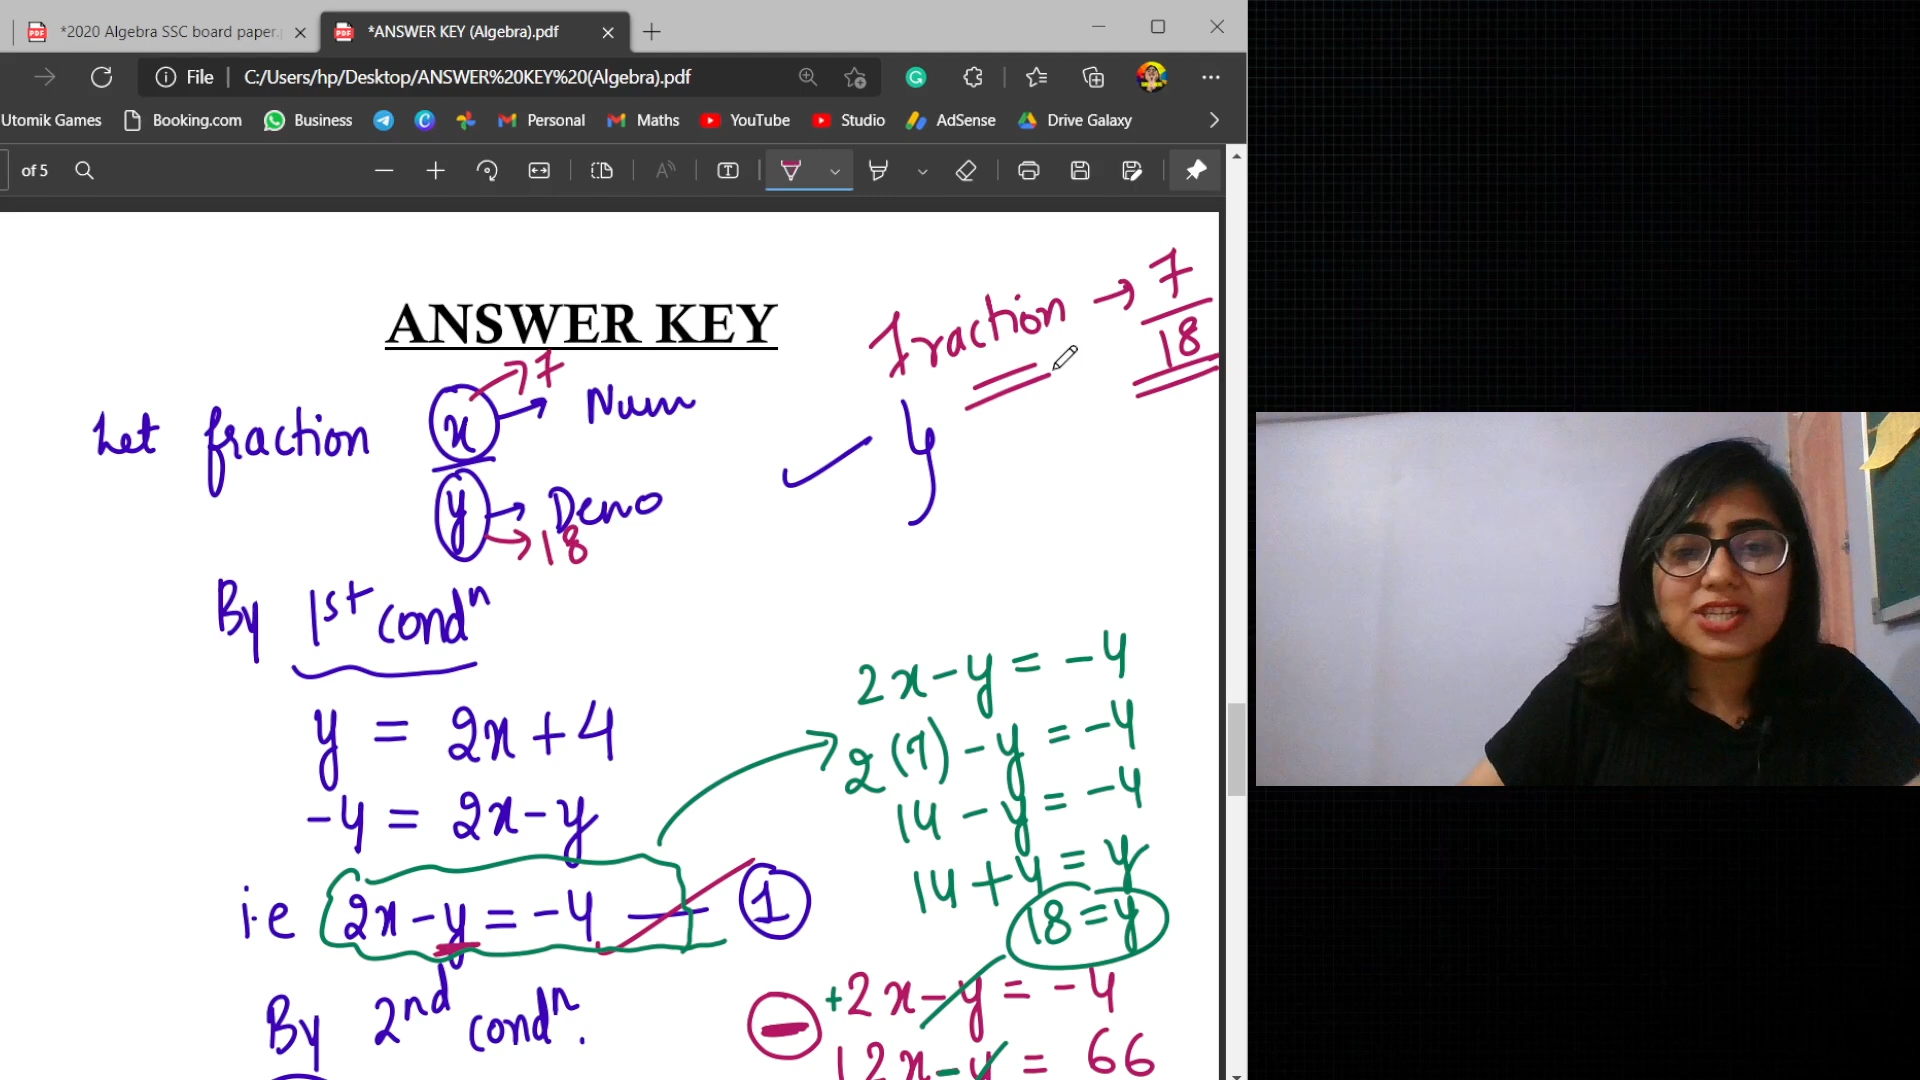 *2020 Algebra SSC board paper.p
*ANSWER KEY (Algebra).pdf
File C:/Users/hp/Desktop/ANSWER%20KEY%20(Algebra).pdf
Utomik Games Booking.com Business Personal Maths YouTube Studio AdSense Drive Galaxy
of 5
ANSWER KEY
Fraction → 7/18
Let fraction x → Num
→ 7
y → Deno
→ 18
y
By 1st condn
y = 2x + 4
-4 = 2x - y
i.e 2x - y = -4 — 1
By 2nd condn.
2x - y = -4
2(7) - y = -4
14 - y = -4
14 + 4 = y
18 = y
+2x - y = -4
12x - y = 66